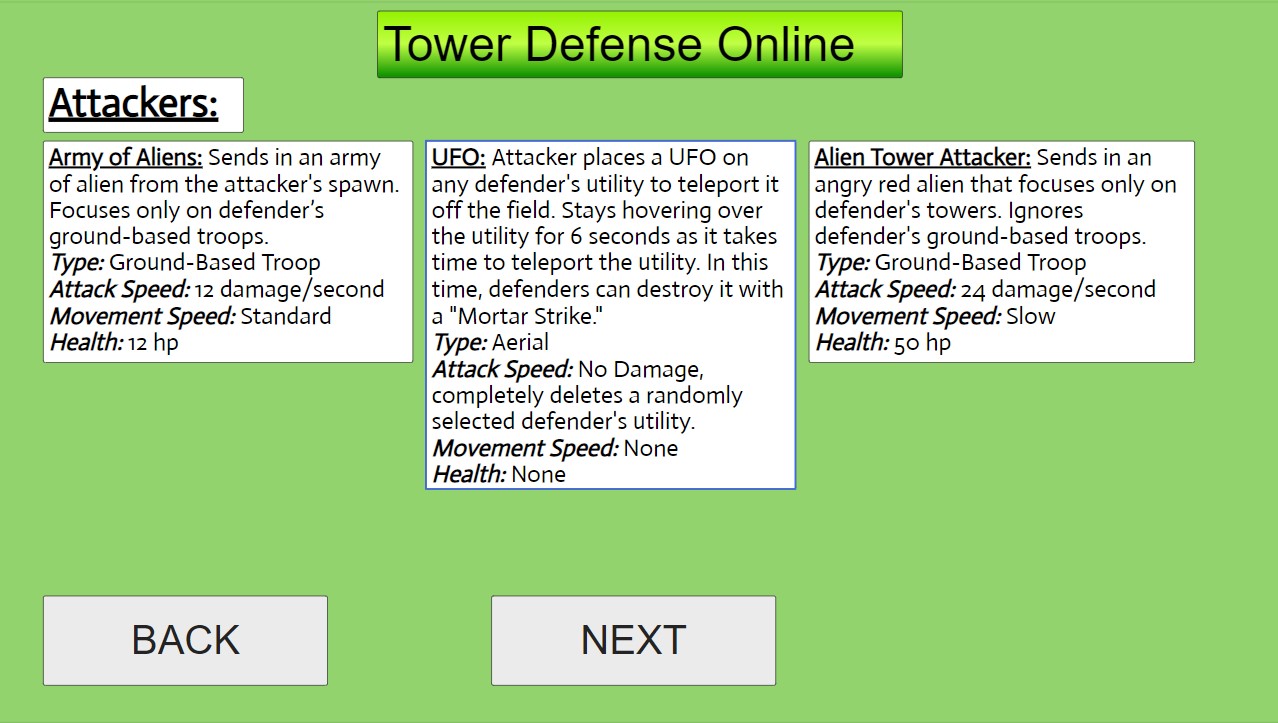 Tower Defense Online
Attackers:
Army of Aliens: Sends in an army
of alien from the attacker's spawn.
Focuses only on defender’s
ground-based troops.
Type: Ground-Based Troop
Attack Speed: 12 damage/second
Movement Speed: Standard
Health: 12 hp
UFO: Attacker places a UFO on
any defender's utility to teleport it
off the field. Stays hovering over
the utility for 6 seconds as it takes
time to teleport the utility. In this
time, defenders can destroy it with
a "Mortar Strike."
Type: Aerial
Attack Speed: No Damage,
completely deletes a randomly
selected defender's utility.
Movement Speed: None
Health: None
Alien Tower Attacker: Sends in an
angry red alien that focuses only on
defender's towers. Ignores
defender's ground-based troops.
Type: Ground-Based Troop
Attack Speed: 24 damage/second
Movement Speed: Slow
Health: 50 hp
BACK
NEXT